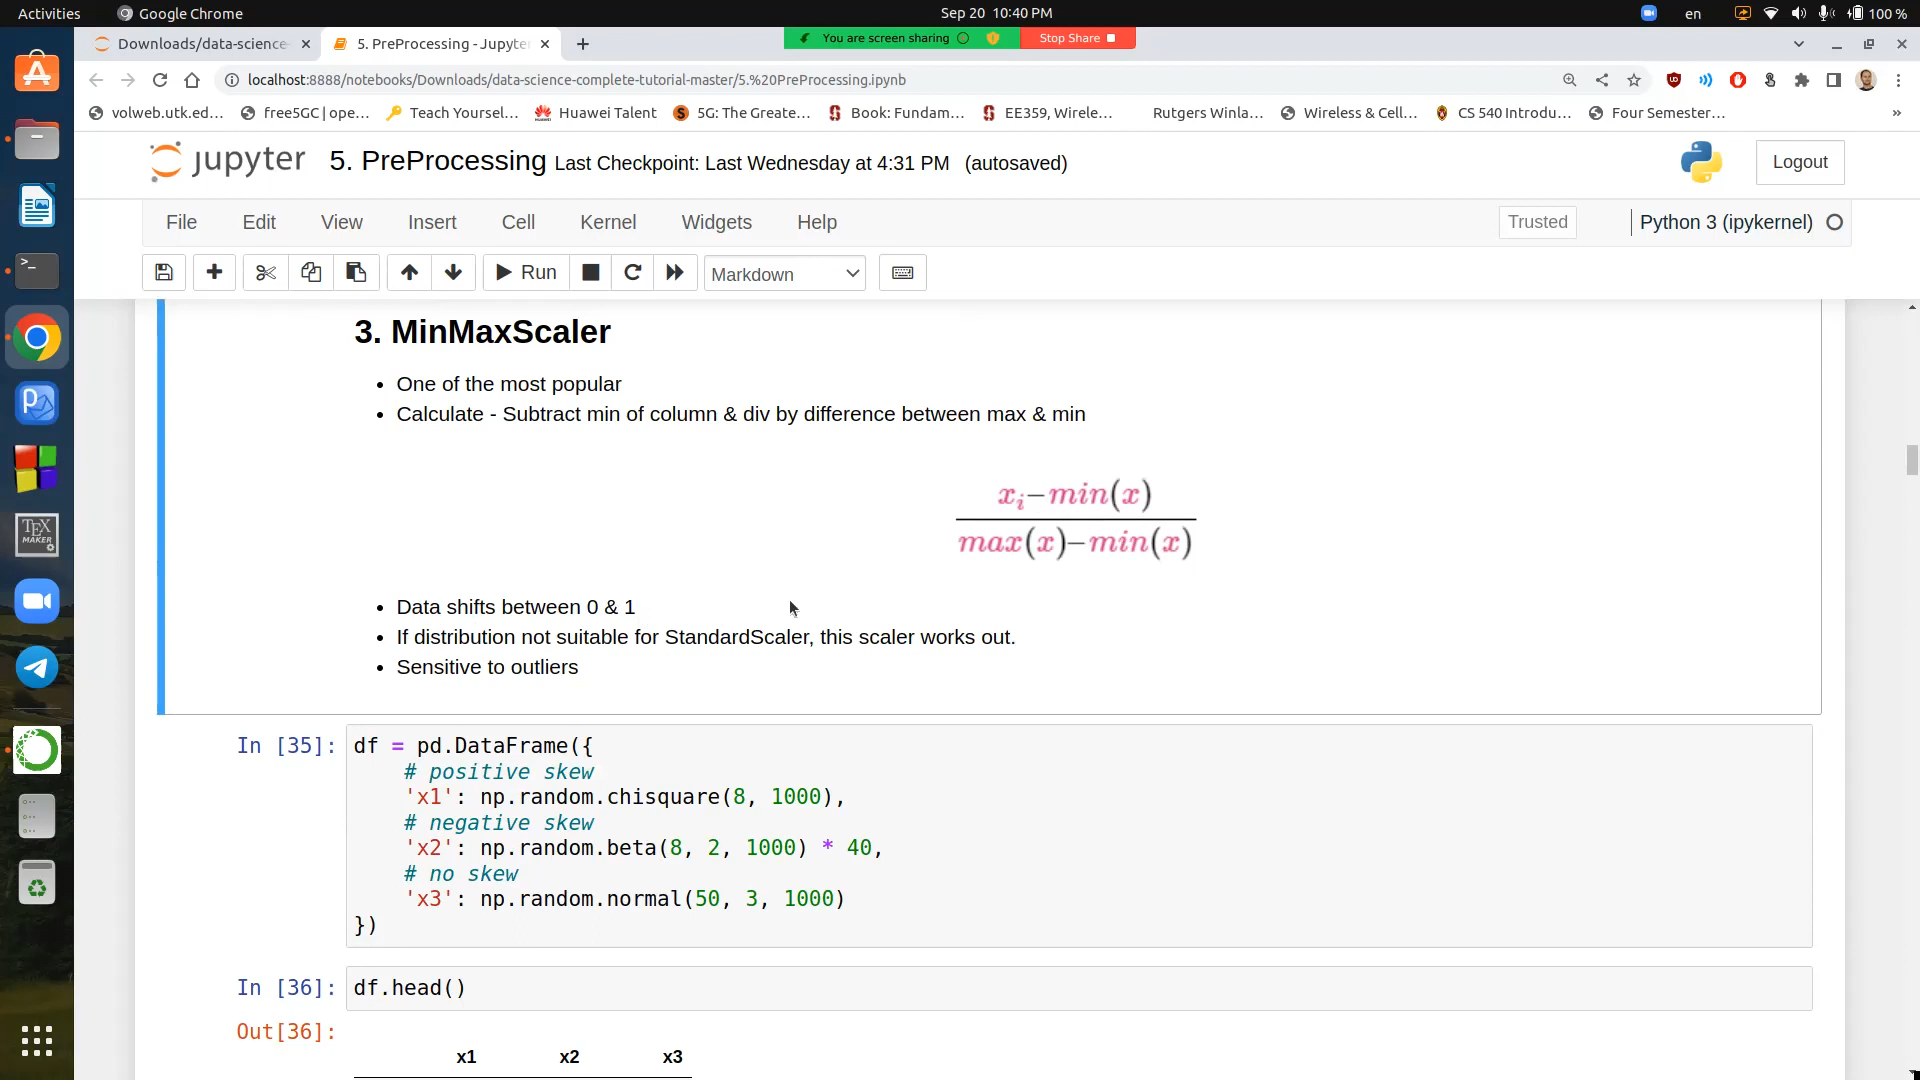 Activities Google Chrome Sep 20 10:40 PM en 100 %
Downloads/data-science- 5. PreProcessing - Jupyte You are screen sharing Stop Share
localhost:8888/notebooks/Downloads/data-science-complete-tutorial-master/5.%20PreProcessing.ipynb
volweb.utk.ed... free5GC | ope... Teach Yoursel... Huawei Talent 5G: The Greate... Book: Fundam... EE359, Wirele... Rutgers Winla... Wireless & Cell... CS 540 Introdu... Four Semester... »
jupyter 5. PreProcessing Last Checkpoint: Last Wednesday at 4:31 PM (autosaved) Logout
File Edit View Insert Cell Kernel Widgets Help Trusted Python 3 (ipykernel)
Run Markdown
3. MinMaxScaler
• One of the most popular
• Calculate - Subtract min of column & div by difference between max & min
xᵢ–min(x)
max(x)–min(x)
• Data shifts between 0 & 1
• If distribution not suitable for StandardScaler, this scaler works out.
• Sensitive to outliers
In [35]: df = pd.DataFrame({
# positive skew
'x1': np.random.chisquare(8, 1000),
# negative skew
'x2': np.random.beta(8, 2, 1000) * 40,
# no skew
'x3': np.random.normal(50, 3, 1000)
})
In [36]: df.head()
Out[36]:
x1 x2 x3
TEX
MAKER